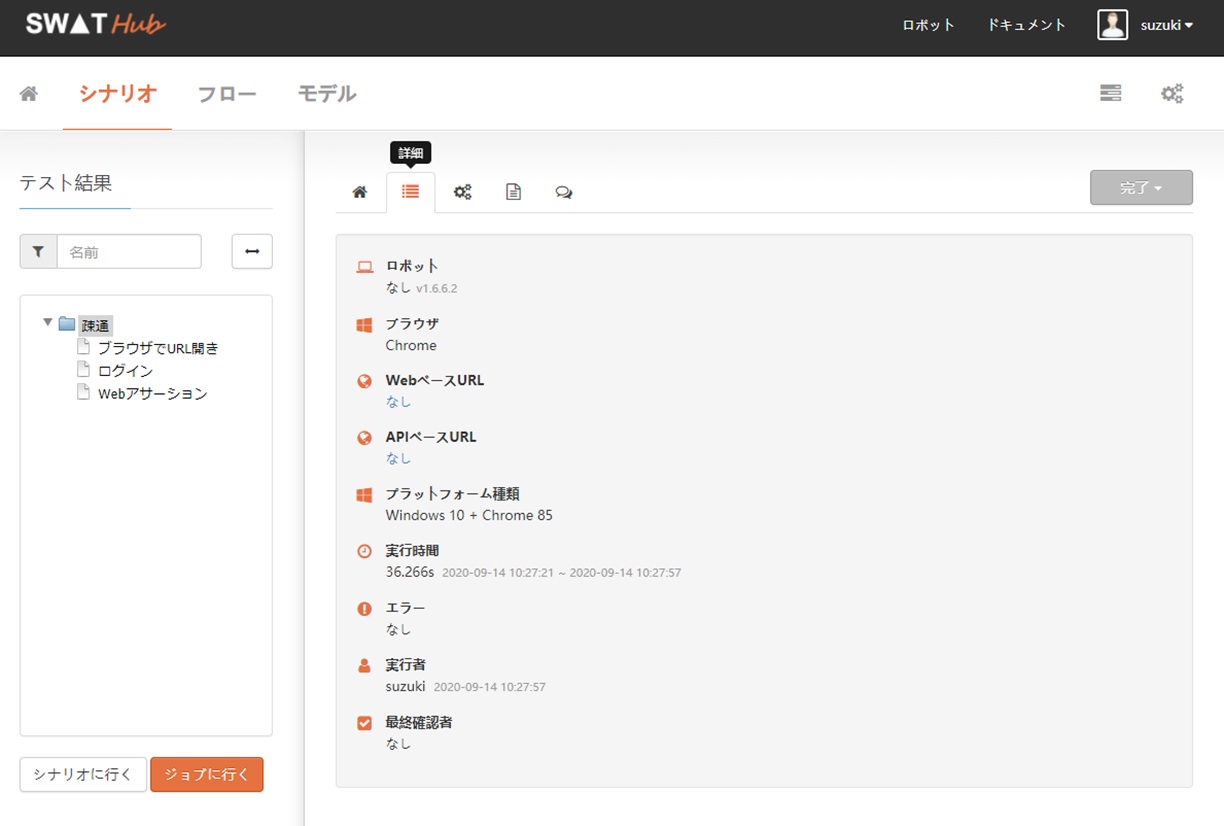 SWAT Hub
ロボット ドキュメント suzuki
シナリオ フロー モデル
テスト結果
名前
疎通
ブラウザでURL開き
ログイン
Webアサーション
シナリオに行く ジョブに行く
詳細
完了
ロボット
なし v1.6.6.2
ブラウザ
Chrome
WebベースURL
なし
APIベースURL
なし
プラットフォーム種類
Windows 10 + Chrome 85
実行時間
36.266s 2020-09-14 10:27:21 ~ 2020-09-14 10:27:57
エラー
なし
実行者
suzuki 2020-09-14 10:27:57
最終確認者
なし